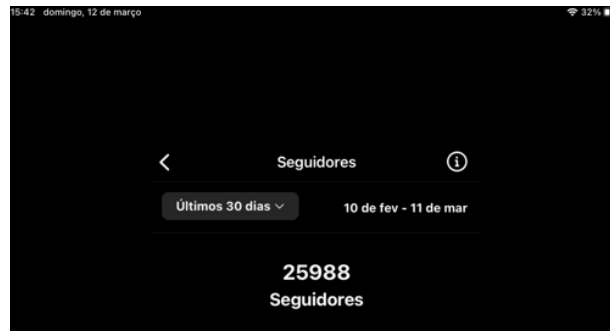 15:42 domingo, 12 de março 32%
Seguidores
Últimos 30 dias 10 de fev - 11 de mar
25988
Seguidores